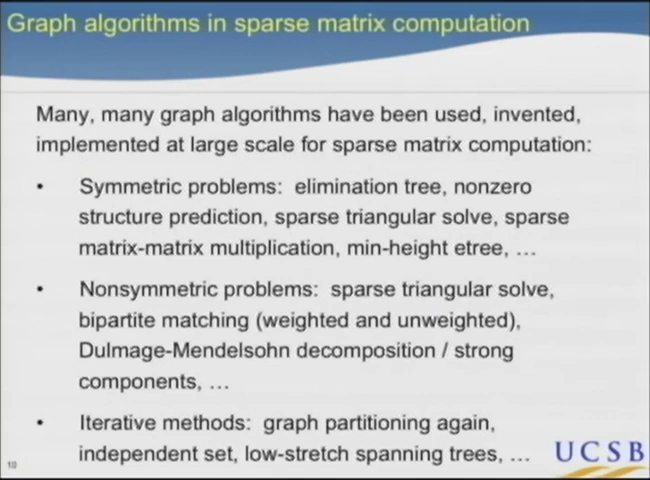 Graph algorithms in sparse matrix computation
Many, many graph algorithms have been used, invented,
implemented at large scale for sparse matrix computation:
• Symmetric problems: elimination tree, nonzero
structure prediction, sparse triangular solve, sparse
matrix-matrix multiplication, min-height etree, …
• Nonsymmetric problems: sparse triangular solve,
bipartite matching (weighted and unweighted),
Dulmage-Mendelsohn decomposition / strong
components, …
• Iterative methods: graph partitioning again,
independent set, low-stretch spanning trees, …
10
UCSB